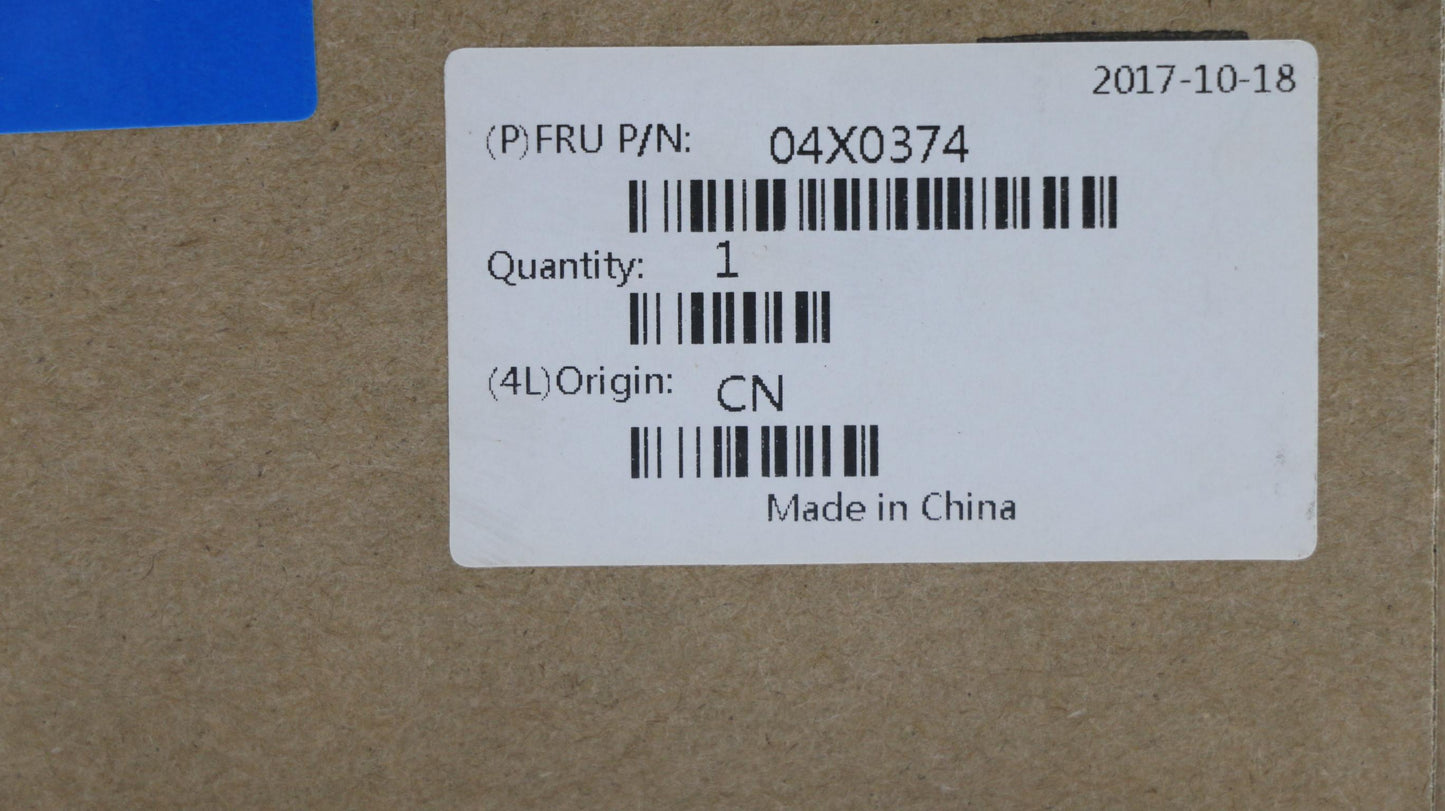 2017-10-18
(P)FRU P/N: 04X0374
Quantity: 1
(4L)Origin: CN
Made in China